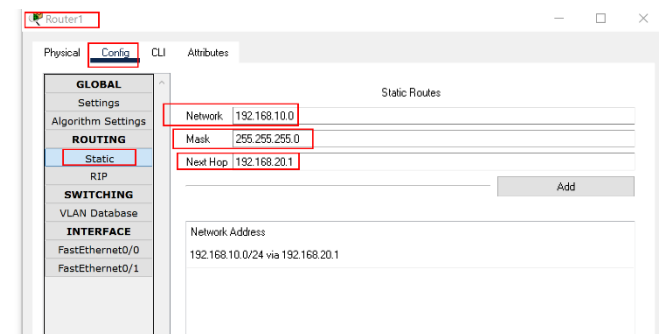 Router1
Physical Config CLI Attributes
GLOBAL
Settings
Algorithm Settings
ROUTING
Static
RIP
SWITCHING
VLAN Database
INTERFACE
FastEthernet0/0
FastEthernet0/1
Static Routes
Network 192.168.10.0
Mask 255.255.255.0
Next Hop 192.168.20.1
Add
Network Address
192.168.10.0/24 via 192.168.20.1